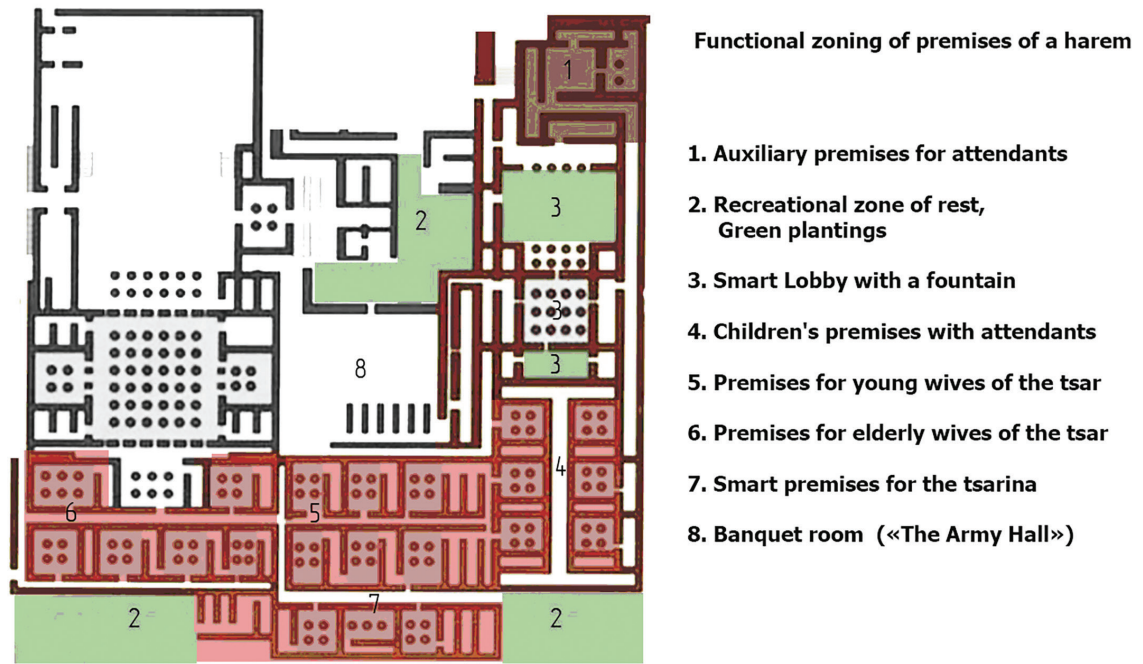 Functional zoning of premises of a harem
1. Auxiliary premises for attendants
2. Recreational zone of rest,
Green plantings
3. Smart Lobby with a fountain
4. Children's premises with attendants
5. Premises for young wives of the tsar
6. Premises for elderly wives of the tsar
7. Smart premises for the tsarina
8. Banquet room («The Army Hall»)
1
2
3
3
3
8
4
6
5
7
2
2